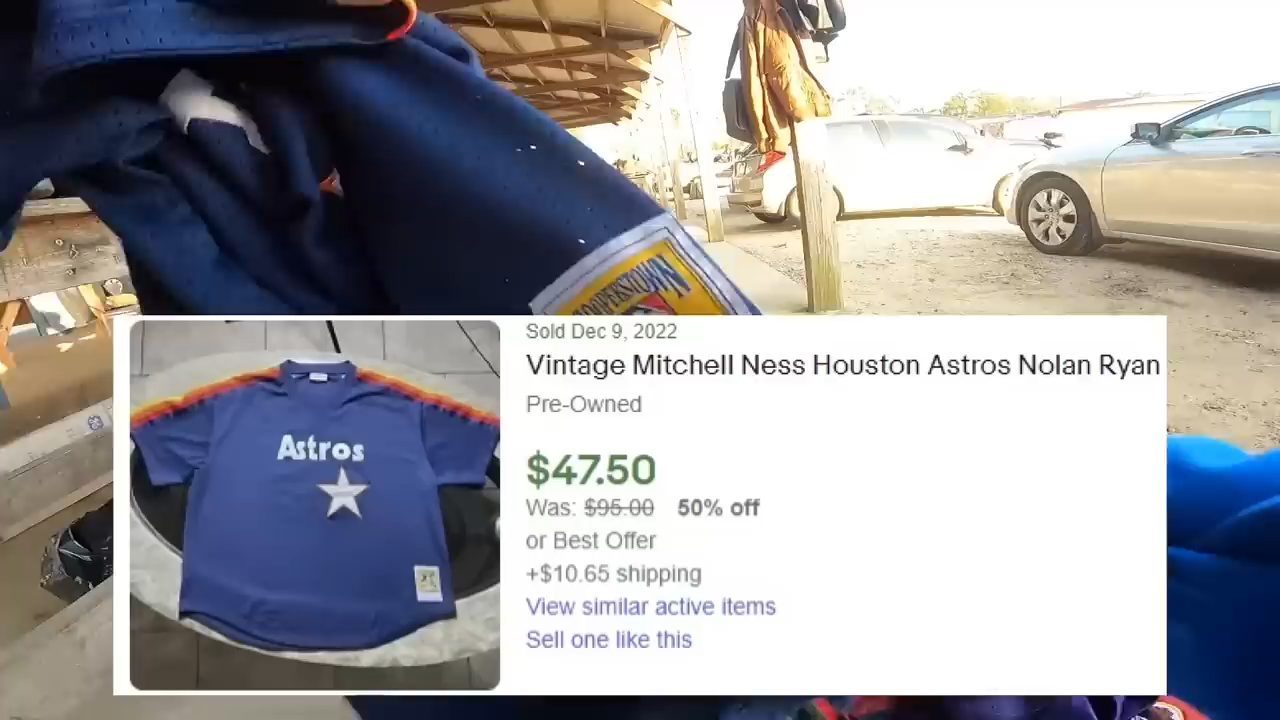 COOPERSTOWN
Sold Dec 9, 2022
Vintage Mitchell Ness Houston Astros Nolan Ryan
Pre-Owned
Astros
$47.50
Was: $95.00 50% off
or Best Offer
+$10.65 shipping
View similar active items
Sell one like this